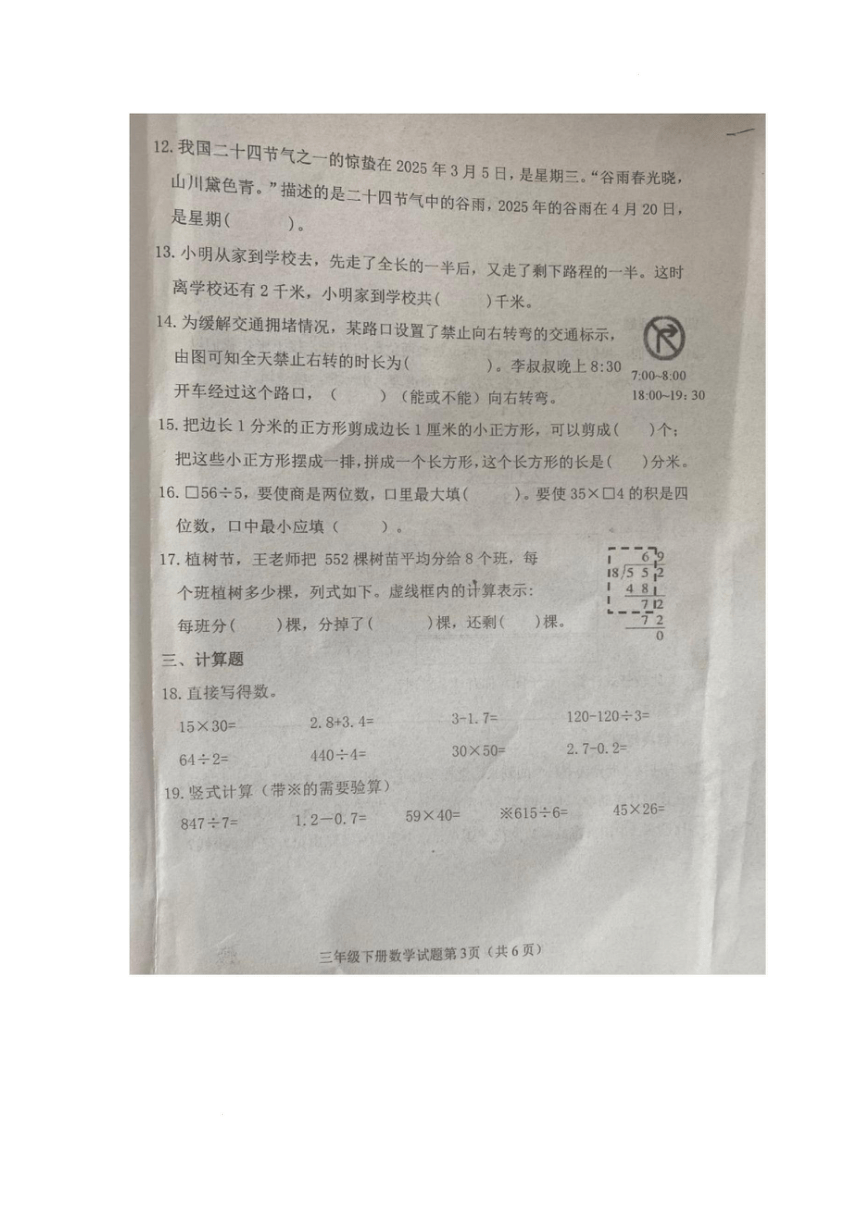 12.我国二十四节气之一的惊蛰在 2025 年 3 月 5 日,是星期三。“谷雨春光晓,
山川黛色青。”描述的是二十四节气中的谷雨,2025 年的谷雨在 4 月 20 日,
是星期( )。
13.小明从家到学校去,先走了全长的一半后,又走了剩下路程的一半。这时
离学校还有 2 千米,小明家到学校共( )千米。
14.为缓解交通拥堵情况,某路口设置了禁止向右转弯的交通标示,
由图可知全天禁止右转的时长为( )。李叔叔晚上 8:30
7:00~8:00
开车经过这个路口,( )(能或不能)向右转弯。
18:00~19:30
15.把边长 1 分米的正方形剪成边长 1 厘米的小正方形,可以剪成( )个;
把这些小正方形摆成一排,拼成一个长方形,这个长方形的长是( )分米。
16.□56÷5,要使商是两位数,口里最大填( )。要使 35×□4 的积是四
位数,口中最小应填( )。
17.植树节,王老师把 552 棵树苗平均分给 8 个班,每
个班植树多少棵,列式如下。虚线框内的计算表示:
每班分( )棵,分掉了( )棵,还剩( )棵。
6 9
8/5 5 2
4 8
7 2
7 2
0
三、计算题
18.直接写得数。
15×30= 2.8+3.4= 3-1.7= 120-120÷3=
64÷2= 440÷4= 30×50= 2.7-0.2=
19.竖式计算(带※的需要验算)
847÷7= 1.2-0.7= 59×40= ※615÷6= 45×26=
三年级下册数学试题第3页(共 6 页)